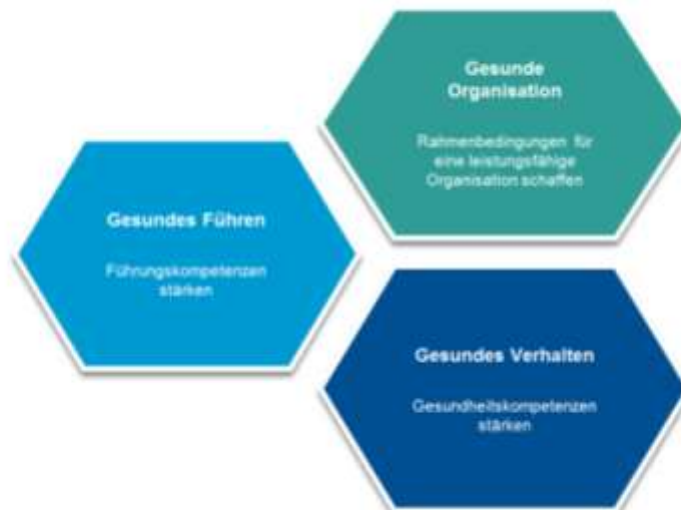 Gesunde
Organisation
Rahmenbedingungen für
eine leistungsfähige
Organisation schaffen
Gesundes Führen
Führungskompetenzen
stärken
Gesundes Verhalten
Gesundheitskompetenzen
stärken